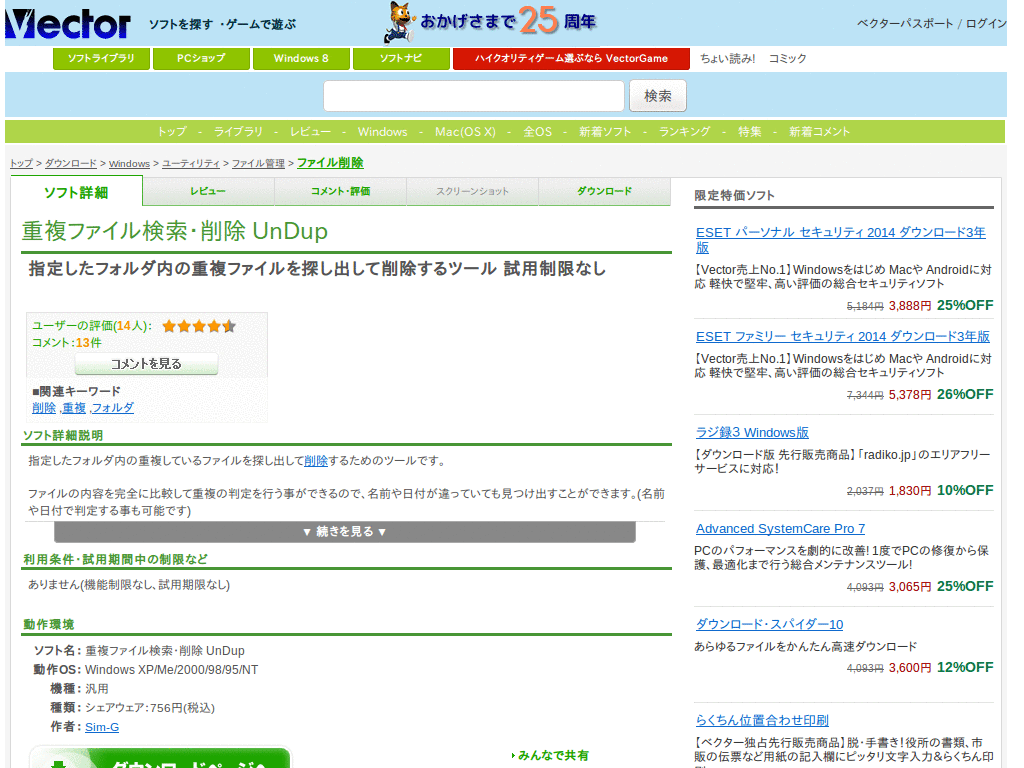 Vector ソフトを探す ・ゲームで遊ぶ おかげさまで25周年 ベクターパスポート / ログイン
ソフトライブラリ PCショップ Windows 8 ソフトナビ ハイクオリティゲーム選ぶなら VectorGame ちょい読み! コミック
検索
トップ - ライブラリ - レビュー - Windows - Mac(OS X) - 全OS - 新着ソフト - ランキング - 特集 - 新着コメント
トップ > ダウンロード > Windows > ユーティリティ > ファイル管理 > ファイル削除
ソフト詳細 レビュー コメント・評価 スクリーンショット ダウンロード
重複ファイル検索・削除 UnDup
指定したフォルダ内の重複ファイルを探し出して削除するツール 試用制限なし
ユーザーの評価(14人):
コメント:13件
コメントを見る
■関連キーワード
削除 ,重複 ,フォルダ
ソフト詳細説明
指定したフォルダ内の重複しているファイルを探し出して削除するためのツールです。
ファイルの内容を完全に比較して重複の判定を行う事ができるので、名前や日付が違っていても見つけ出すことができます。(名前
や日付で判定する事も可能です)
▼ 続きを見る ▼
利用条件・試用期間中の制限など
ありません(機能制限なし、試用期限なし)
動作環境
ソフト名: 重複ファイル検索・削除 UnDup
動作OS: Windows XP/Me/2000/98/95/NT
機種: 汎用
種類: シェアウェア:756円(税込)
作者: Sim-G
ダウンロードページへ
みんなで共有
限定特価ソフト
ESET パーソナル セキュリティ 2014 ダウンロード3年
版
【Vector売上No.1】Windowsをはじめ Macや Androidに対
応 軽快で堅牢、高い評価の総合セキュリティソフト
5,184円 3,888円 25%OFF
ESET ファミリー セキュリティ 2014 ダウンロード3年版
【Vector売上No.1】Windowsをはじめ Macや Androidに対
応 軽快で堅牢、高い評価の総合セキュリティソフト
7,344円 5,378円 26%OFF
ラジ録3 Windows版
【ダウンロード版 先行販売商品】「radiko.jp」のエリアフリー
サービスに対応!
2,037円 1,830円 10%OFF
Advanced SystemCare Pro 7
PCのパフォーマンスを劇的に改善! 1度でPCの修復から保
護、最適化まで行う総合メンテナンスツール!
4,093円 3,065円 25%OFF
ダウンロード・スパイダー10
あらゆるファイルをかんたん高速ダウンロード
4,093円 3,600円 12%OFF
らくちん位置合わせ印刷
【ベクター独占先行販売商品】脱・手書き! 役所の書類、市
販の伝票など用紙の記入欄にピッタリ文字入力&らくちん印